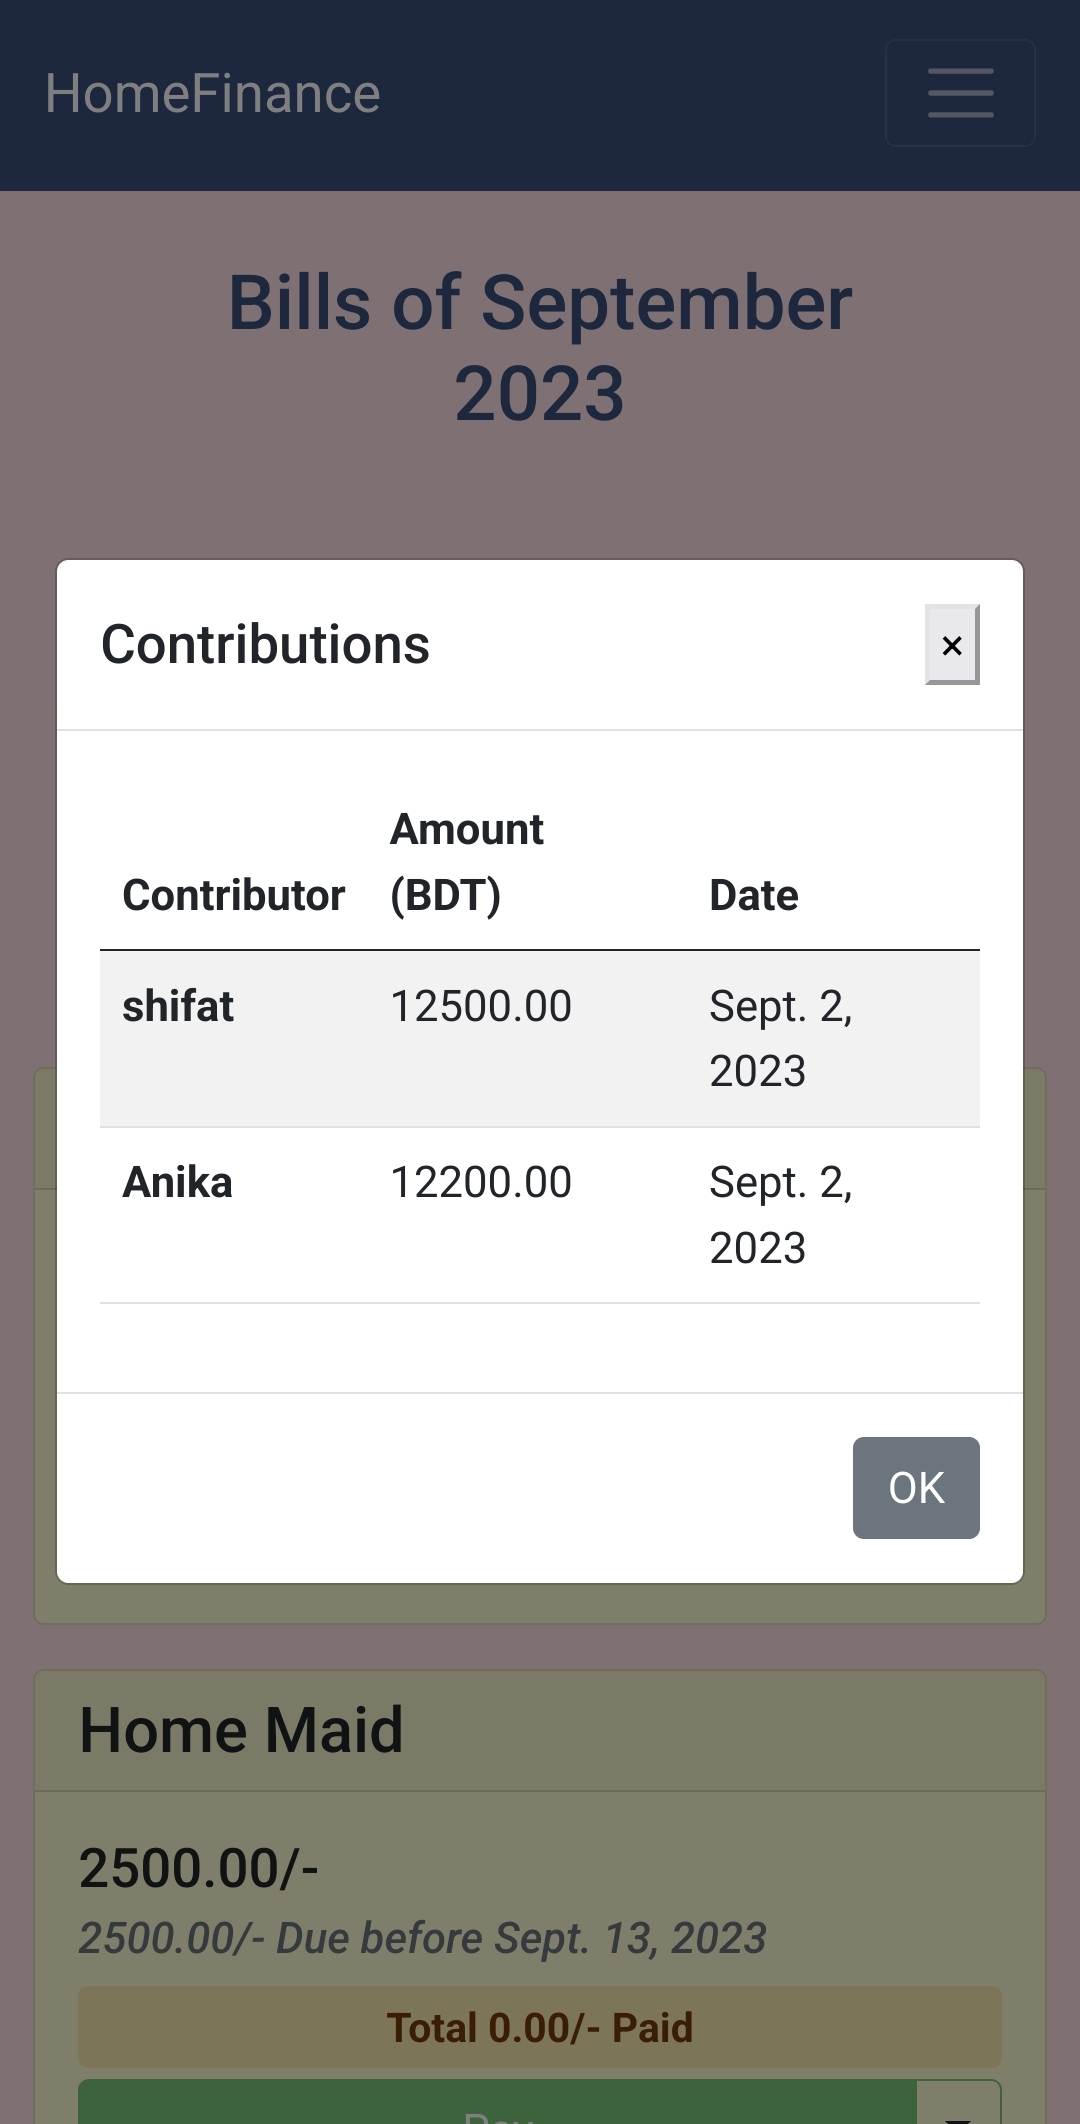 HomeFinance
Bills of September
2023
Contributions
×
Amount
Contributor (BDT) Date
shifat 12500.00 Sept. 2,
2023
Anika 12200.00 Sept. 2,
2023
OK
Home Maid
2500.00/-
2500.00/- Due before Sept. 13, 2023
Total 0.00/- Paid